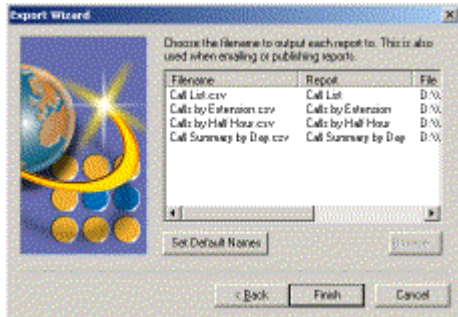 Export Wizard
Choose the filename to output each report to. This is also
used when emailing or publishing reports.
Filename Report File
Call List.csv Call List D:\
Calls by Extension.csv Calls by Extension D:\
Calls by Half Hour.csv Calls by Half Hour D:\
Call Summary by Day.csv Call Summary by Day D:\
Set Default Names
< Back Finish Cancel